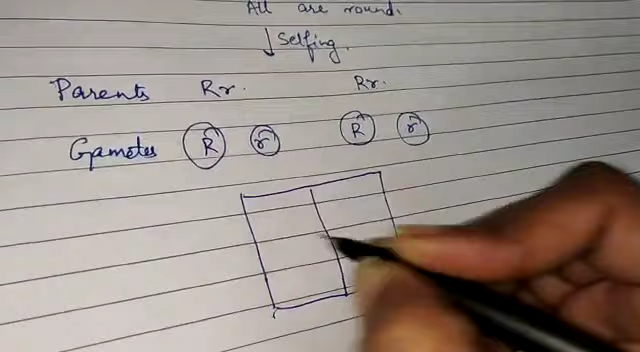 All are round.
↓ Selfing.
Parents Rr. Rr.
Gametes R r R r